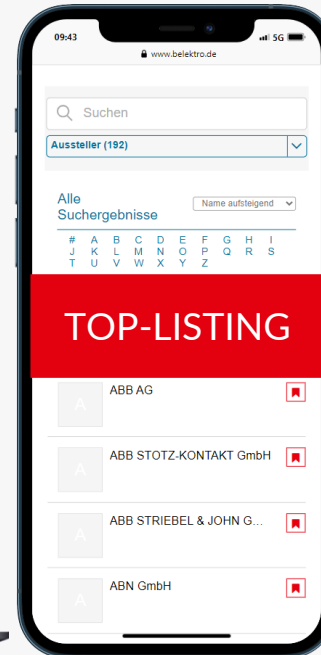 09:43
5G
www.belektro.de
Suchen
Aussteller (192)
Alle
Suchergebnisse
Name aufsteigend
# A B C D E F G H I
J K L M N O P Q R S
T U V W X Y Z
TOP-LISTING
A
ABB AG
A
ABB STOTZ-KONTAKT GmbH
A
ABB STRIEBEL & JOHN G...
A
ABN GmbH